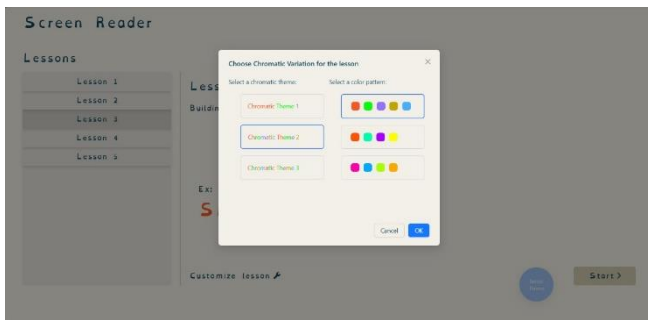 Screen Reader
Lessons
Lesson 1
Lesson 2
Lesson 3
Lesson 4
Lesson 5
Less
Buildin
Ex:
S
Customize lesson
Start >
Choose Chromatic Variation for the lesson
Select a chromatic theme:
Select a color pattern:
Chromatic Theme 1
Chromatic Theme 2
Chromatic Theme 3
Cancel
OK